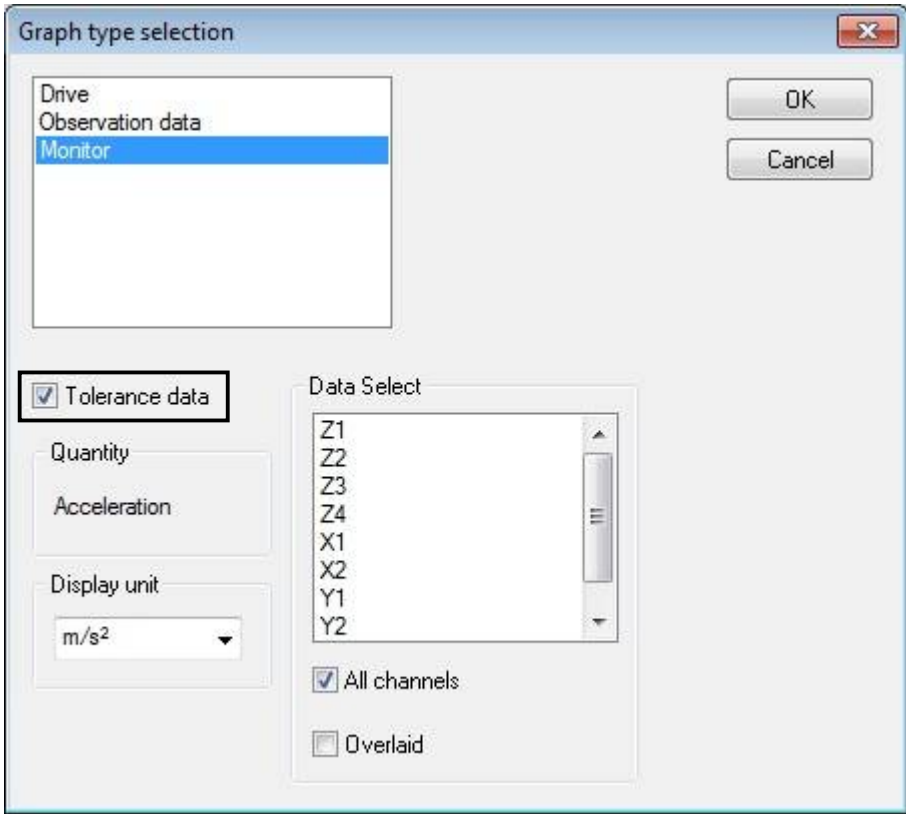 Graph type selection
Drive
Observation data
Monitor
OK
Cancel
Tolerance data
Quantity
Acceleration
Display unit
m/s²
Data Select
Z1
Z2
Z3
Z4
X1
X2
Y1
Y2
All channels
Overlaid